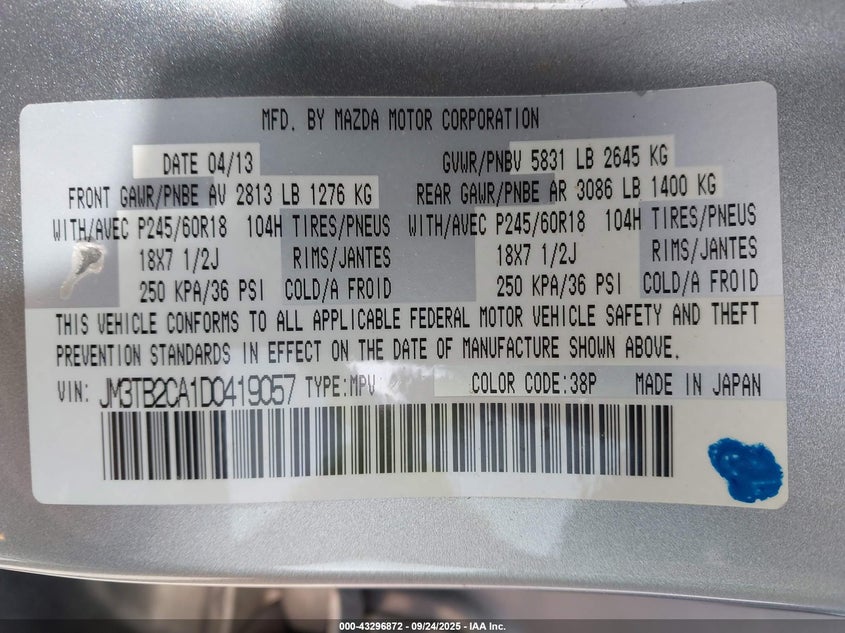 MFD. BY MAZDA MOTOR CORPORATION
DATE 04/13 GVWR/PNBV 5831 LB 2645 KG
FRONT GAWR/PNBE AV 2813 LB 1276 KG REAR GAWR/PNBE AR 3086 LB 1400 KG
WITH/AVEC P245/60R18 104H TIRES/PNEUS WITH/AVEC P245/60R18 104H TIRES/PNEUS
18X7 1/2J RIMS/JANTES 18X7 1/2J RIMS/JANTES
250 KPA/36 PSI COLD/A FROID 250 KPA/36 PSI COLD/A FROID
THIS VEHICLE CONFORMS TO ALL APPLICABLE FEDERAL MOTOR VEHICLE SAFETY AND THEFT
PREVENTION STANDARDS IN EFFECT ON THE DATE OF MANUFACTURE SHOWN ABOVE.
VIN: JM3TB2CA1D0419057 TYPE:MPV COLOR CODE:38P MADE IN JAPAN
000-43296872 - 09/24/2025 - IAA Inc.